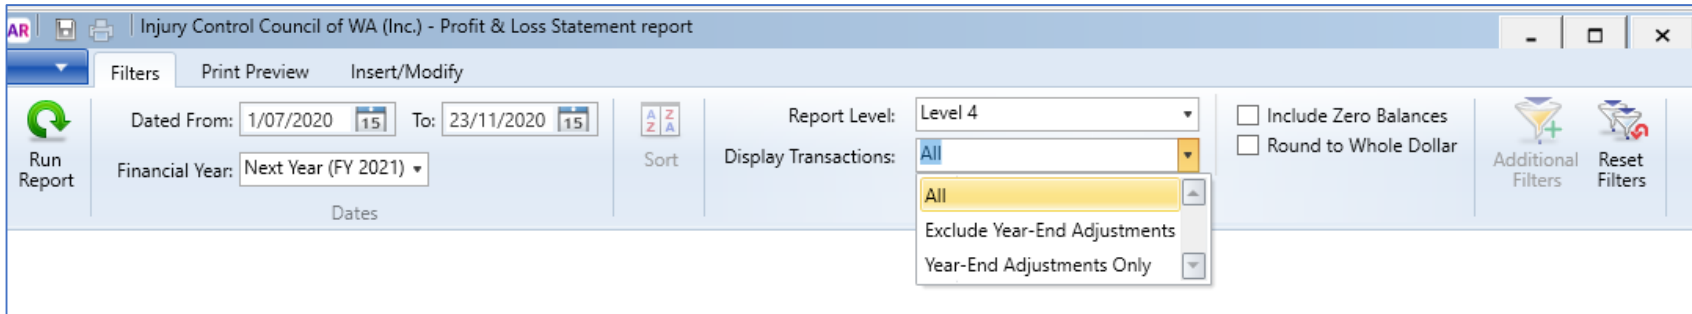 AR Injury Control Council of WA (Inc.) - Profit & Loss Statement report
Filters Print Preview Insert/Modify
Run Report
Dated From: 1/07/2020 15 To: 23/11/2020 15
Financial Year: Next Year (FY 2021)
Dates
A Z Z A
Sort
Report Level: Level 4
Display Transactions: All
All
Exclude Year-End Adjustments
Year-End Adjustments Only
Include Zero Balances
Round to Whole Dollar
Additional Filters
Reset Filters